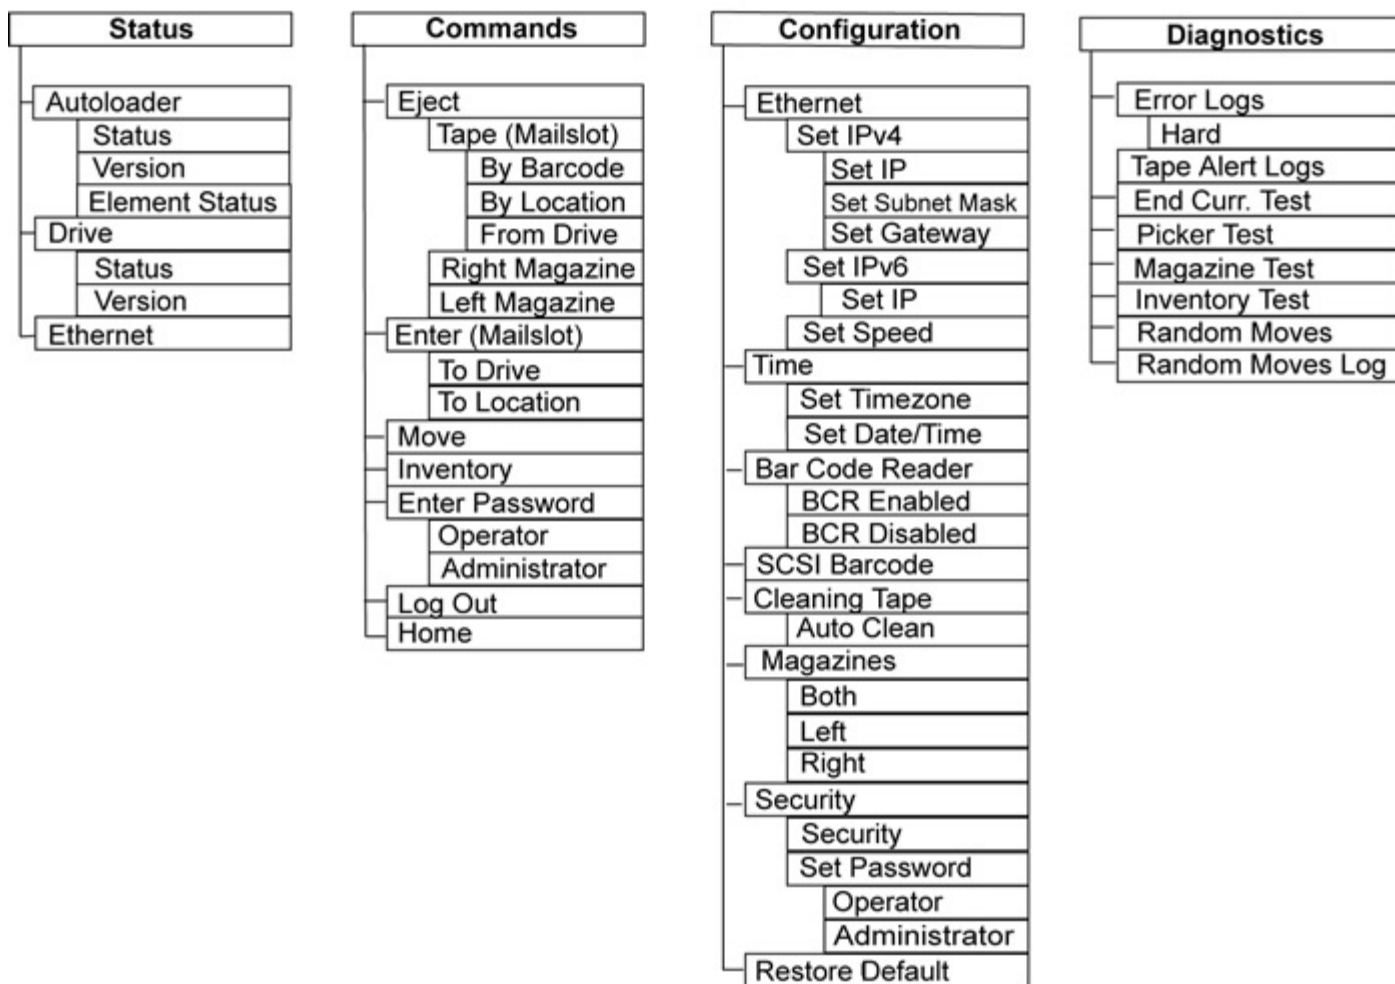 Status
Autoloader
Status
Version
Element Status
Drive
Status
Version
Ethernet
Commands
Eject
Tape (Mailslot)
By Barcode
By Location
From Drive
Right Magazine
Left Magazine
Enter (Mailslot)
To Drive
To Location
Move
Inventory
Enter Password
Operator
Administrator
Log Out
Home
Configuration
Ethernet
Set IPv4
Set IP
Set Subnet Mask
Set Gateway
Set IPv6
Set IP
Set Speed
Time
Set Timezone
Set Date/Time
Bar Code Reader
BCR Enabled
BCR Disabled
SCSI Barcode
Cleaning Tape
Auto Clean
Magazines
Both
Left
Right
Security
Security
Set Password
Operator
Administrator
Restore Default
Diagnostics
Error Logs
Hard
Tape Alert Logs
End Curr. Test
Picker Test
Magazine Test
Inventory Test
Random Moves
Random Moves Log